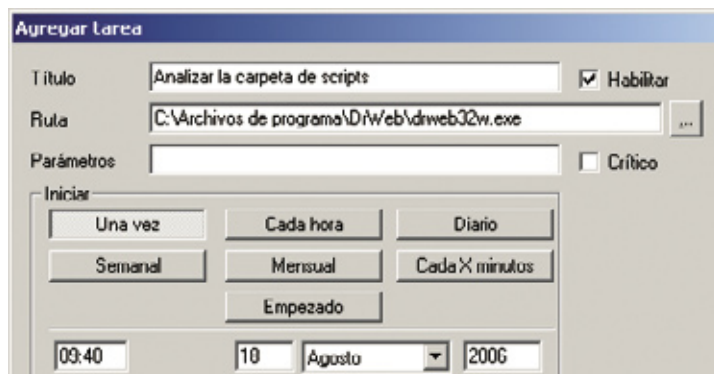 Agregar tarea
Título Analizar la carpeta de scripts Habilitar
Ruta C:\Archivos de programa\DrWeb\drweb32w.exe ...
Parámetros Crítico
Iniciar
Una vez Cada hora Diario
Semanal Mensual Cada X minutos
Empezado
09:40 10 Agosto 2006